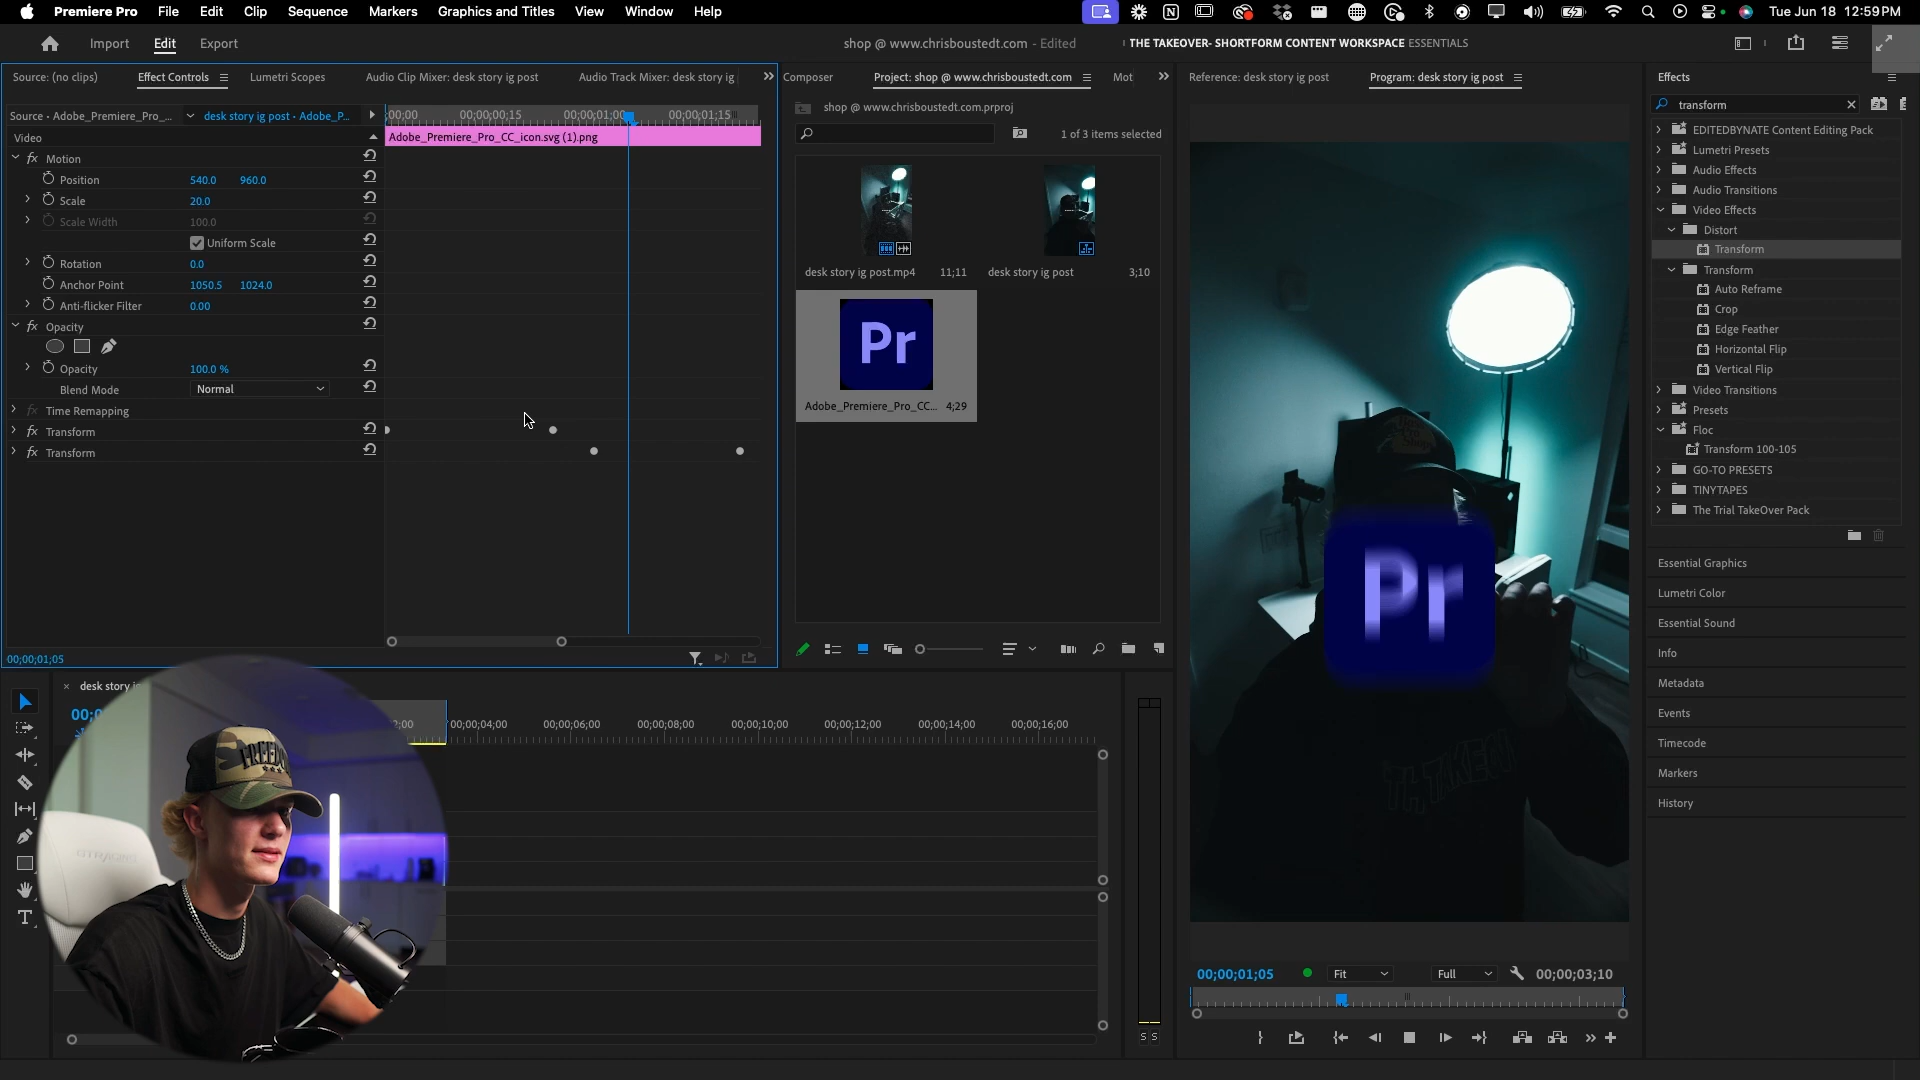 Premiere Pro File Edit Clip Sequence Markers Graphics and Titles View Window Help Tue Jun 18 12:59 PM
Import Edit Export shop @ www.chrisboustedt.com - Edited THE TAKEOVER- SHORTFORM CONTENT WORKSPACE ESSENTIALS
Source: (no clips) Effect Controls Lumetri Scopes Audio Clip Mixer: desk story ig post Audio Track Mixer: desk story ig
Source • Adobe_Premiere_Pro_... desk story ig post • Adobe_P...
:00;00 00;00;00;15 00;00;01;00 00;00;01;15
Video
Adobe_Premiere_Pro_CC_icon.svg (1).png
fx Motion
Position 540.0 960.0
Scale 20.0
Scale Width 100.0
Uniform Scale
Rotation 0.0
Anchor Point 1050.5 1024.0
Anti-flicker Filter 0.00
fx Opacity
Opacity 100.0 %
Blend Mode Normal
fx Time Remapping
fx Transform
fx Transform
00;00;01;05
Composer Project: shop @ www.chrisboustedt.com Mot
shop @ www.chrisboustedt.com.prproj
1 of 3 items selected
desk story ig post.mp4 11;11
desk story ig post 3;10
Pr
Adobe_Premiere_Pro_CC... 4;29
Reference: desk story ig post Program: desk story ig post
Pr
00;00;01;05 Fit Full 00;00;03;10
Effects
transform
EDITEDBYNATE Content Editing Pack
Lumetri Presets
Audio Effects
Audio Transitions
Video Effects
Distort
Transform
Transform
Auto Reframe
Crop
Edge Feather
Horizontal Flip
Vertical Flip
Video Transitions
Presets
Floc
Transform 100-105
GO-TO PRESETS
TINYTAPES
The Trial TakeOver Pack
Essential Graphics
Lumetri Color
Essential Sound
Info
Metadata
Events
Timecode
Markers
History
desk story i
00;0
2;00 00;00;04;00 00;00;06;00 00;00;08;00 00;00;10;00 00;00;12;00 00;00;14;00 00;00;16;00
S S
T